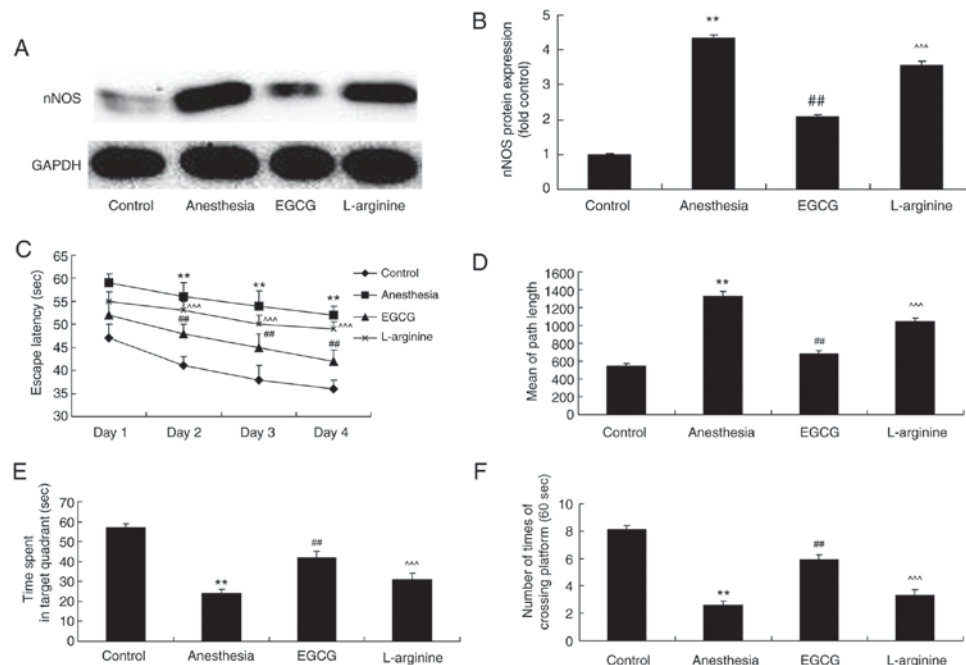 A
nNOS
GAPDH
Control Anesthesia EGCG L-arginine
B
nNOS protein expression
(fold control)
5
4
3
2
1
0
**
##
^^^
Control Anesthesia EGCG L-arginine
C
Escape latency (sec)
65
60
55
50
45
40
35
30
** ** **
^^^ ^^^ ^^^
## ## ##
Day 1 Day 2 Day 3 Day 4
Control
Anesthesia
EGCG
L-arginine
D
Mean of path length
1600
1400
1200
1000
800
600
400
200
0
**
##
^^^
Control Anesthesia EGCG L-arginine
E
Time spent
in target quadrant (sec)
70
60
50
40
30
20
10
0
**
##
^^^
Control Anesthesia EGCG L-arginine
F
Number of times of
crossing platform (60 sec)
10
8
6
4
2
0
**
##
^^^
Control Anesthesia EGCG L-arginine